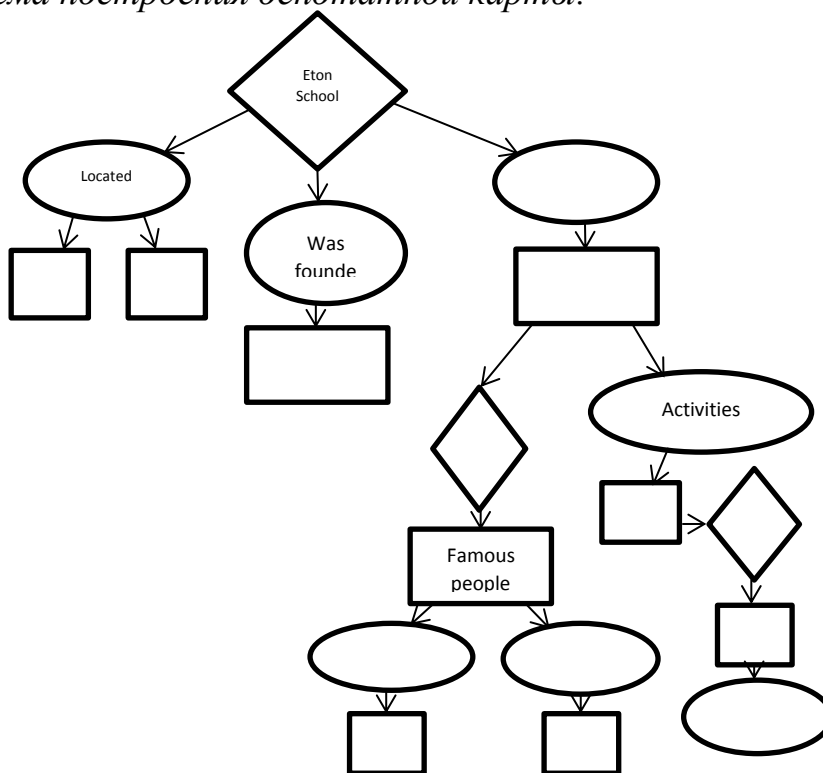 ема построения денотатной карты:
Eton
School
Located
Was
founde
Activities
Famous
people